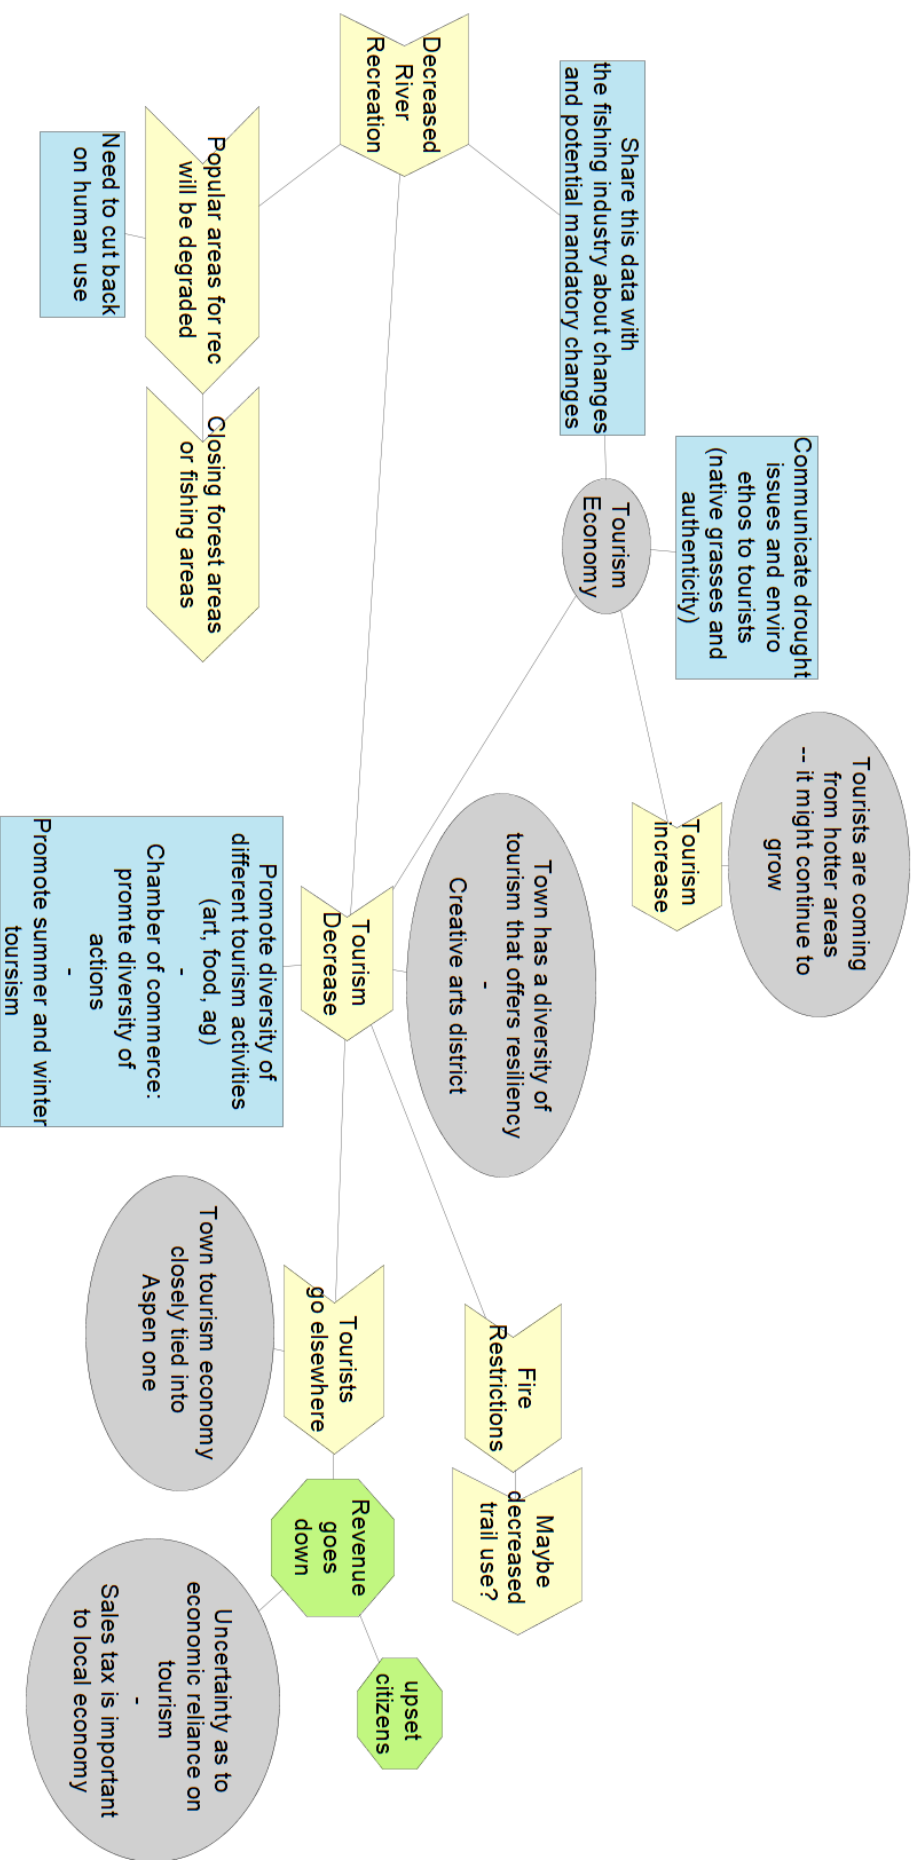 Decreased
River
Recreation
Share this data with
the fishing industry about changes
and potential mandatory changes
Popular areas for rec
will be degraded
Need to cut back
on human use
Closing forest areas
or fishing areas
Communicate drought
issues and enviro
ethos to tourists
(native grasses and
authenticity)
Tourism
Economy
Tourists are coming
from hotter areas
-- it might continue to
grow
Tourism
increase
Town has a diversity of
tourism that offers resiliency
-
Creative arts district
Tourism
Decrease
Promote diversity of
different tourism activities
(art, food, ag)
-
Chamber of commerce:
promte diversity of
actions
-
Promote summer and winter
toursism
Fire
Restrictions
Maybe
decreased
trail use?
Tourists
go elsewhere
Town tourism economy
closely tied into
Aspen one
Revenue
goes
down
upset
citizens
Uncertainty as to
economic reliance on
tourism
-
Sales tax is important
to local economy